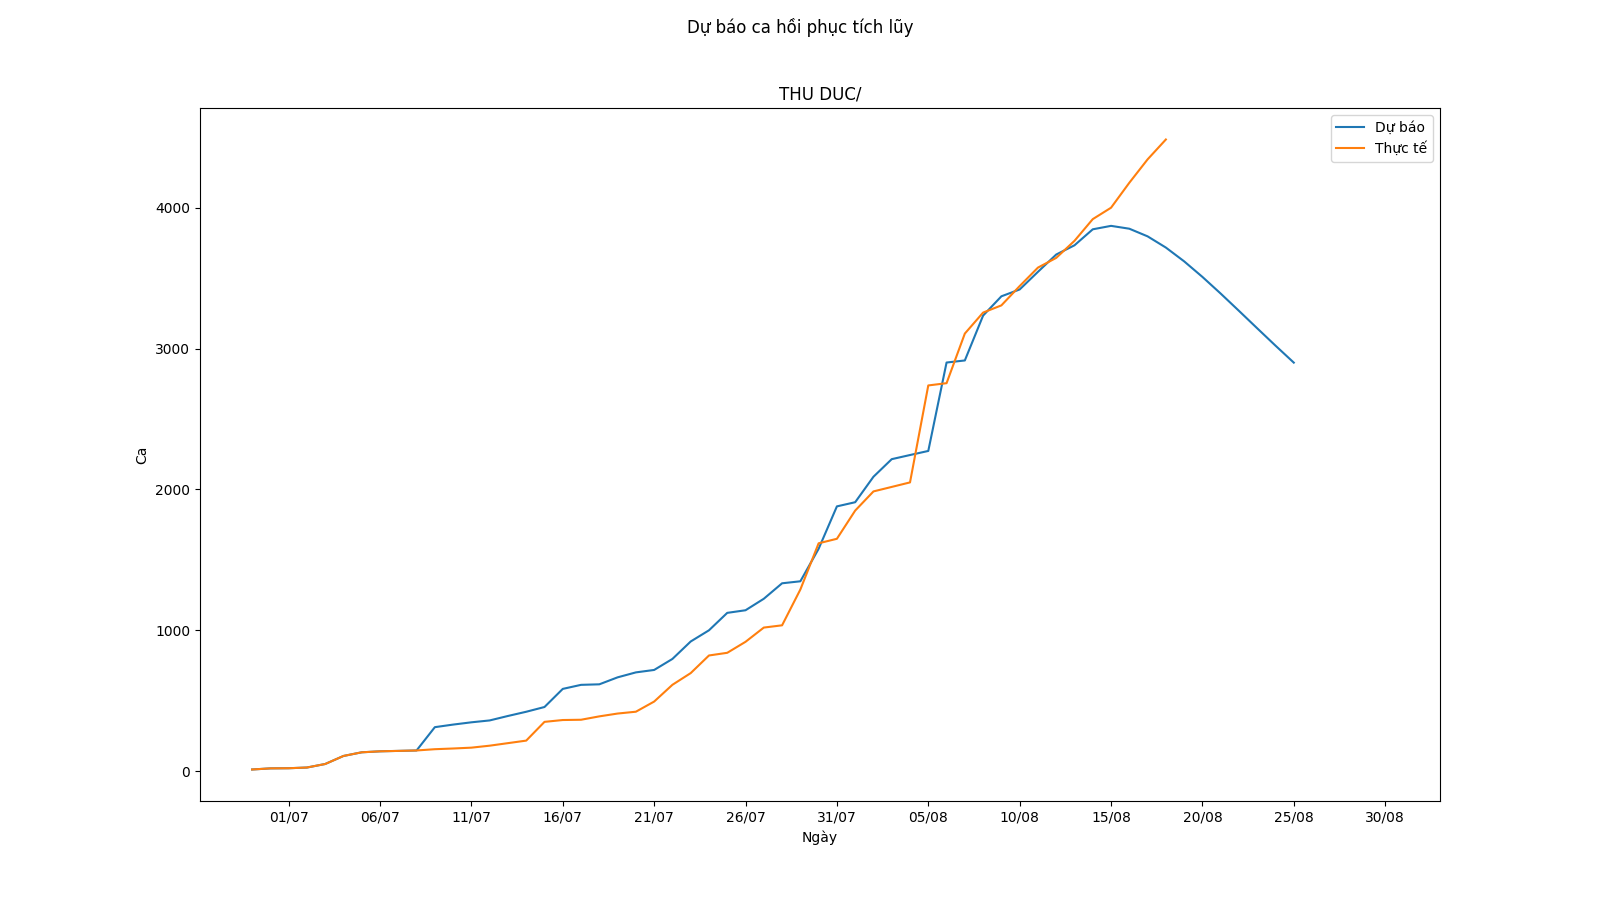 Dự báo ca hồi phục tích lũy
THU DUC/
Dự báo
Thực tế
4000
3000
2000
1000
0
Ca
01/07 06/07 11/07 16/07 21/07 26/07 31/07 05/08 10/08 15/08 20/08 25/08 30/08
Ngày